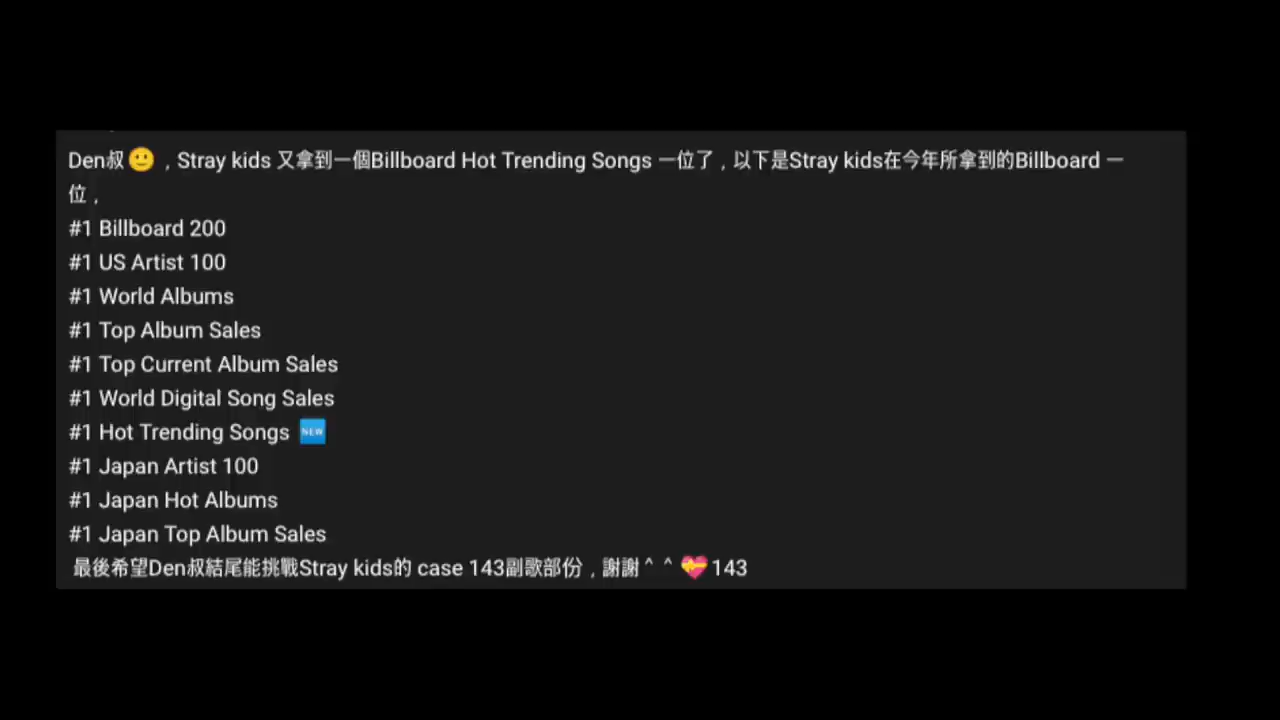 Den叔🙂，Stray kids 又拿到一個Billboard Hot Trending Songs 一位了，以下是Stray kids在今年所拿到的Billboard 一
位，
#1 Billboard 200
#1 US Artist 100
#1 World Albums
#1 Top Album Sales
#1 Top Current Album Sales
#1 World Digital Song Sales
#1 Hot Trending Songs 🆕
#1 Japan Artist 100
#1 Japan Hot Albums
#1 Japan Top Album Sales
最後希望Den叔結尾能挑戰Stray kids的 case 143副歌部份，謝謝＾＾💝143